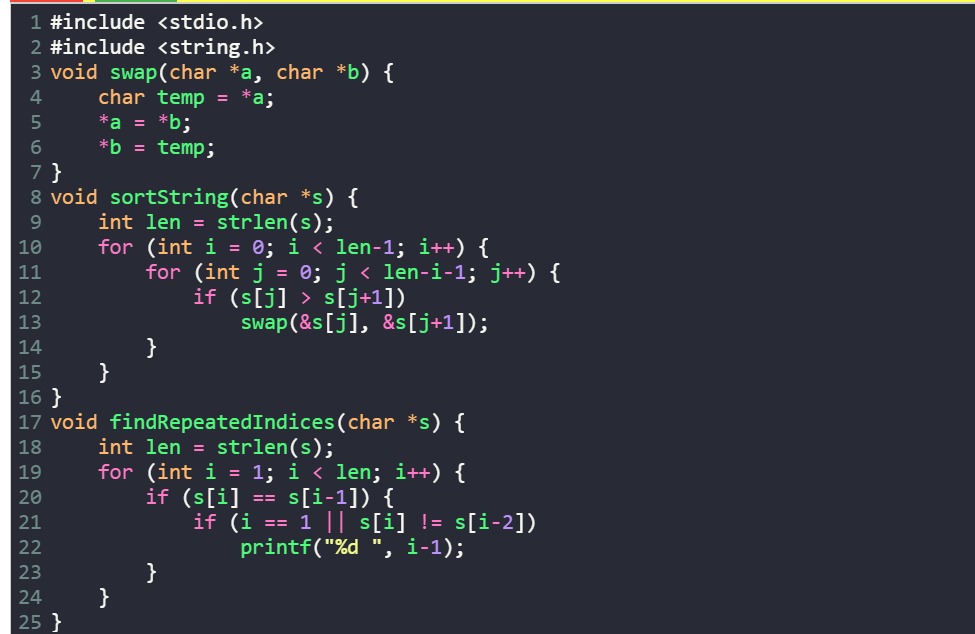 1 #include <stdio.h>
2 #include <string.h>
3 void swap(char *a, char *b) {
4     char temp = *a;
5     *a = *b;
6     *b = temp;
7 }
8 void sortString(char *s) {
9     int len = strlen(s);
10     for (int i = 0; i < len-1; i++) {
11         for (int j = 0; j < len-i-1; j++) {
12             if (s[j] > s[j+1])
13                 swap(&s[j], &s[j+1]);
14         }
15     }
16 }
17 void findRepeatedIndices(char *s) {
18     int len = strlen(s);
19     for (int i = 1; i < len; i++) {
20         if (s[i] == s[i-1]) {
21             if (i == 1 || s[i] != s[i-2])
22                 printf("%d ", i-1);
23         }
24     }
25 }